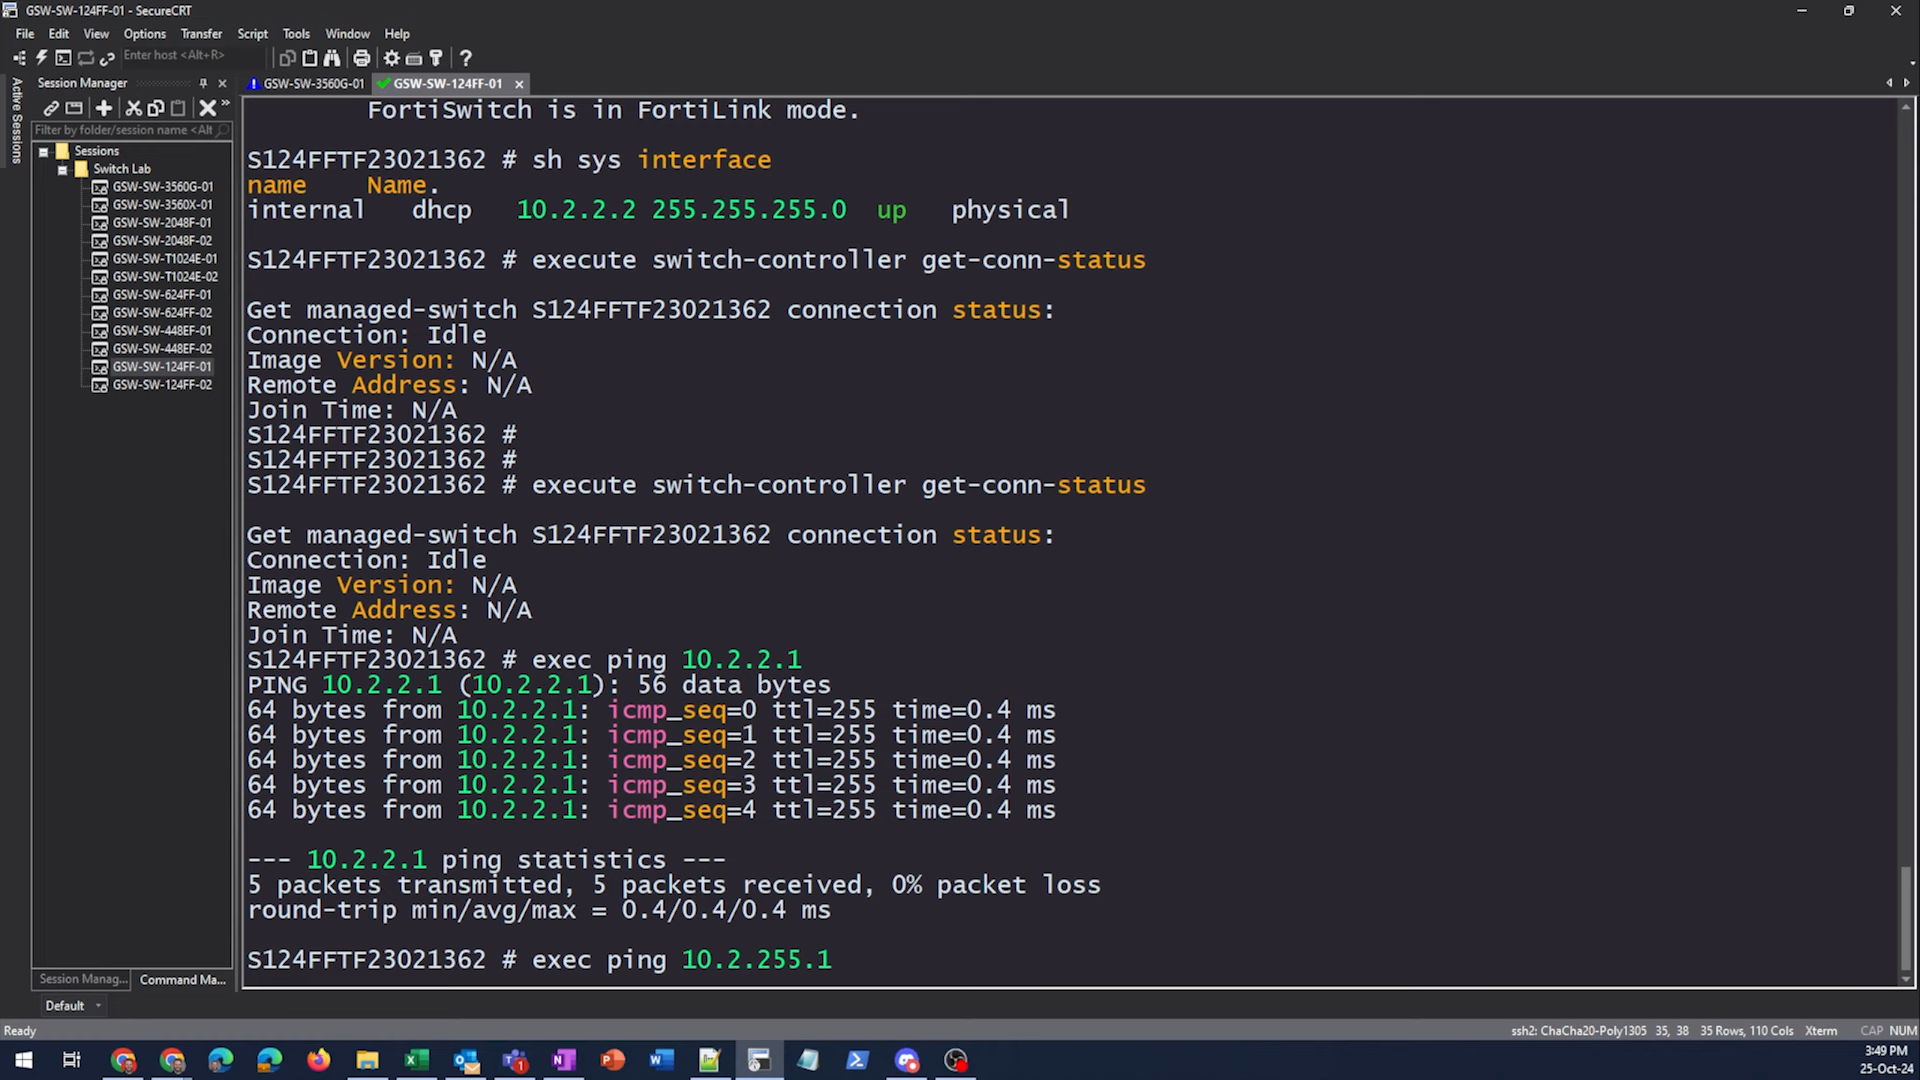 GSW-SW-124FF-01 - SecureCRT
File Edit View Options Transfer Script Tools Window Help
Enter host <Alt+R>
Session Manager
GSW-SW-3560G-01
GSW-SW-124FF-01
Active Sessions
Filter by folder/session name <Alt
Sessions
Switch Lab
GSW-SW-3560G-01
GSW-SW-3560X-01
GSW-SW-2048F-01
GSW-SW-2048F-02
GSW-SW-T1024E-01
GSW-SW-T1024E-02
GSW-SW-624FF-01
GSW-SW-624FF-02
GSW-SW-448EF-01
GSW-SW-448EF-02
GSW-SW-124FF-01
GSW-SW-124FF-02
FortiSwitch is in FortiLink mode.
S124FFTF23021362 # sh sys interface
name Name.
internal dhcp 10.2.2.2 255.255.255.0 up physical
S124FFTF23021362 # execute switch-controller get-conn-status
Get managed-switch S124FFTF23021362 connection status:
Connection: Idle
Image Version: N/A
Remote Address: N/A
Join Time: N/A
S124FFTF23021362 #
S124FFTF23021362 #
S124FFTF23021362 # execute switch-controller get-conn-status
Get managed-switch S124FFTF23021362 connection status:
Connection: Idle
Image Version: N/A
Remote Address: N/A
Join Time: N/A
S124FFTF23021362 # exec ping 10.2.2.1
PING 10.2.2.1 (10.2.2.1): 56 data bytes
64 bytes from 10.2.2.1: icmp_seq=0 ttl=255 time=0.4 ms
64 bytes from 10.2.2.1: icmp_seq=1 ttl=255 time=0.4 ms
64 bytes from 10.2.2.1: icmp_seq=2 ttl=255 time=0.4 ms
64 bytes from 10.2.2.1: icmp_seq=3 ttl=255 time=0.4 ms
64 bytes from 10.2.2.1: icmp_seq=4 ttl=255 time=0.4 ms
--- 10.2.2.1 ping statistics ---
5 packets transmitted, 5 packets received, 0% packet loss
round-trip min/avg/max = 0.4/0.4/0.4 ms
S124FFTF23021362 # exec ping 10.2.255.1
Session Manag... Command Ma...
Default
Ready
ssh2: ChaCha20-Poly1305 35, 38 35 Rows, 110 Cols Xterm CAP NUM
3:49 PM
25-Oct-24